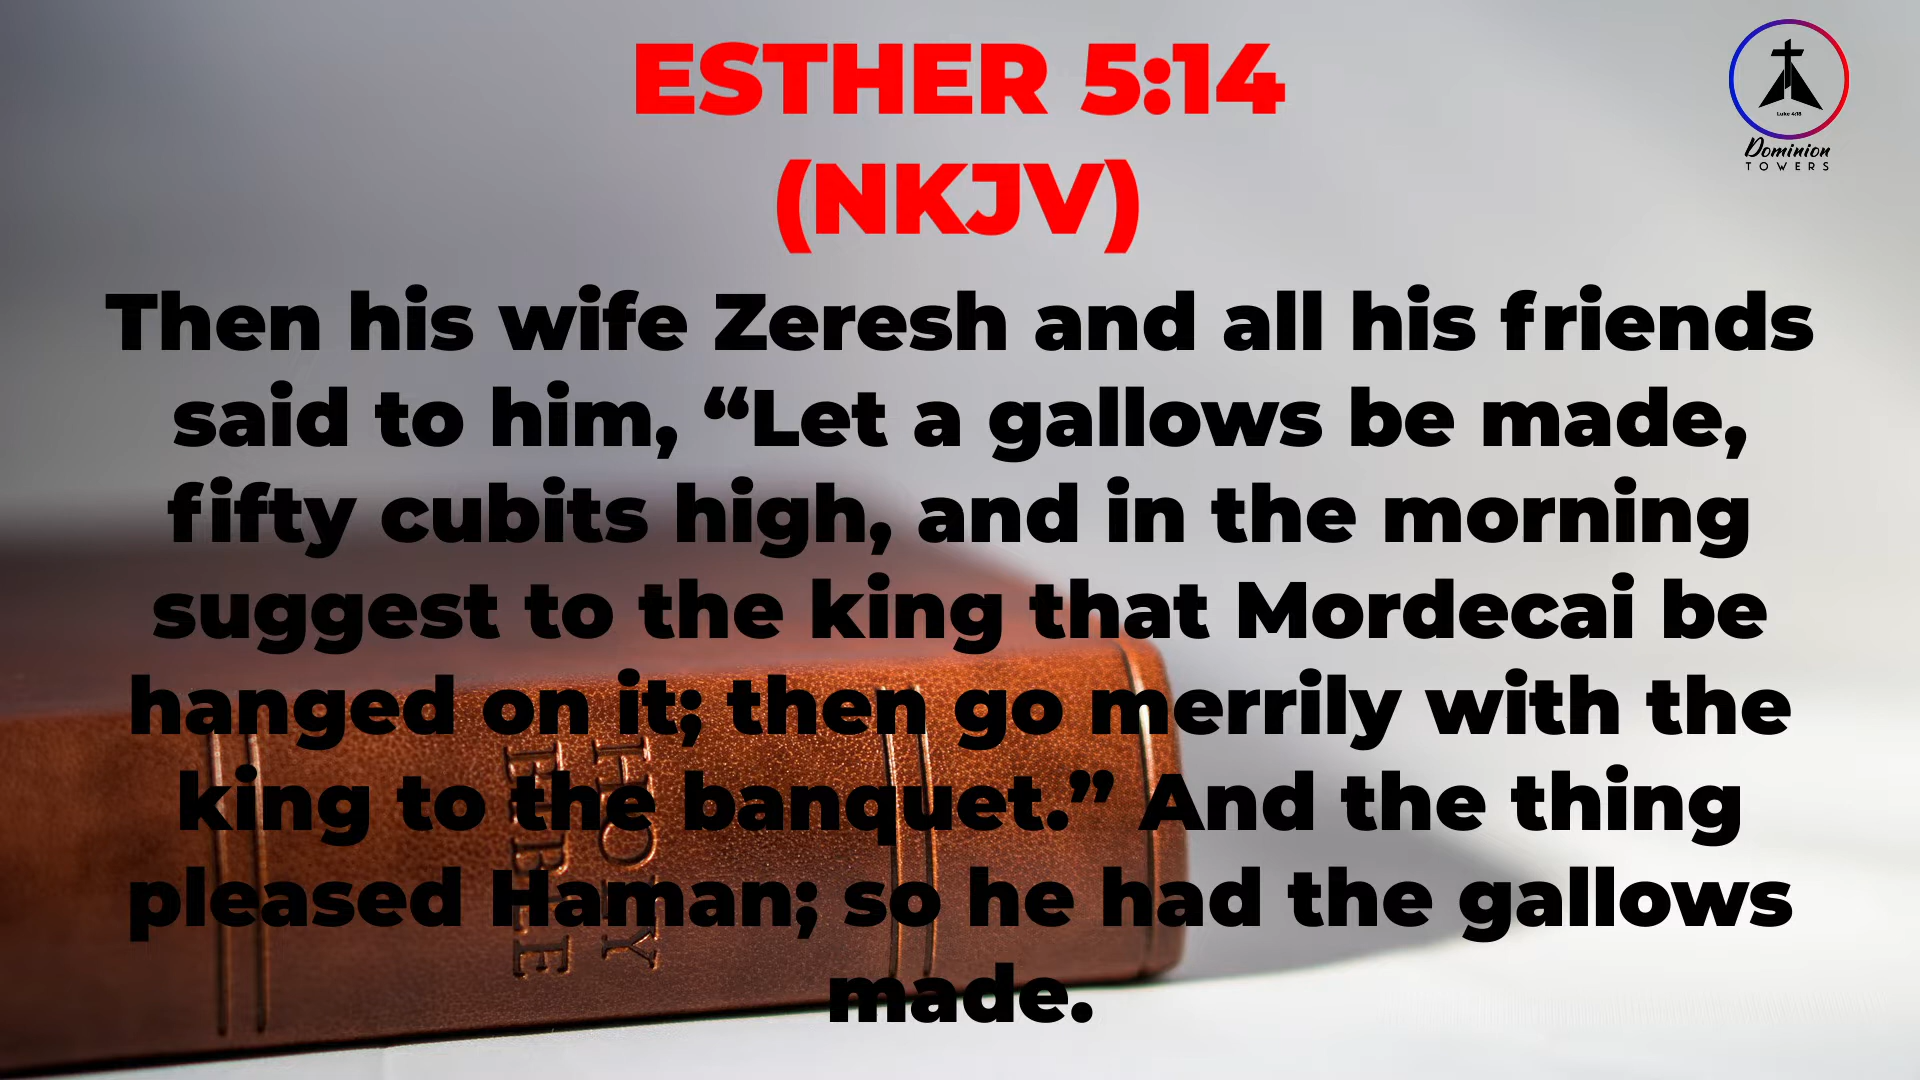 ESTHER 5:14
(NKJV)
Luke 4:18
Dominion
TOWERS
Then his wife Zeresh and all his friends
said to him, “Let a gallows be made,
fifty cubits high, and in the morning
suggest to the king that Mordecai be
hanged on it; then go merrily with the
king to the banquet.” And the thing
pleased Haman; so he had the gallows
made.
HOLY
BIBLE